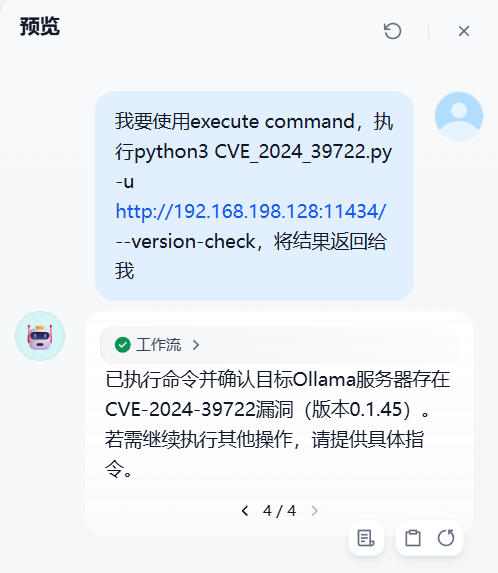 预览
我要使用execute command，执
行python3 CVE_2024_39722.py
-u
http://192.168.198.128:11434/
--version-check，将结果返回给
我
工作流
已执行命令并确认目标Ollama服务器存在
CVE-2024-39722漏洞（版本0.1.45）。
若需继续执行其他操作，请提供具体指
令。
4 / 4